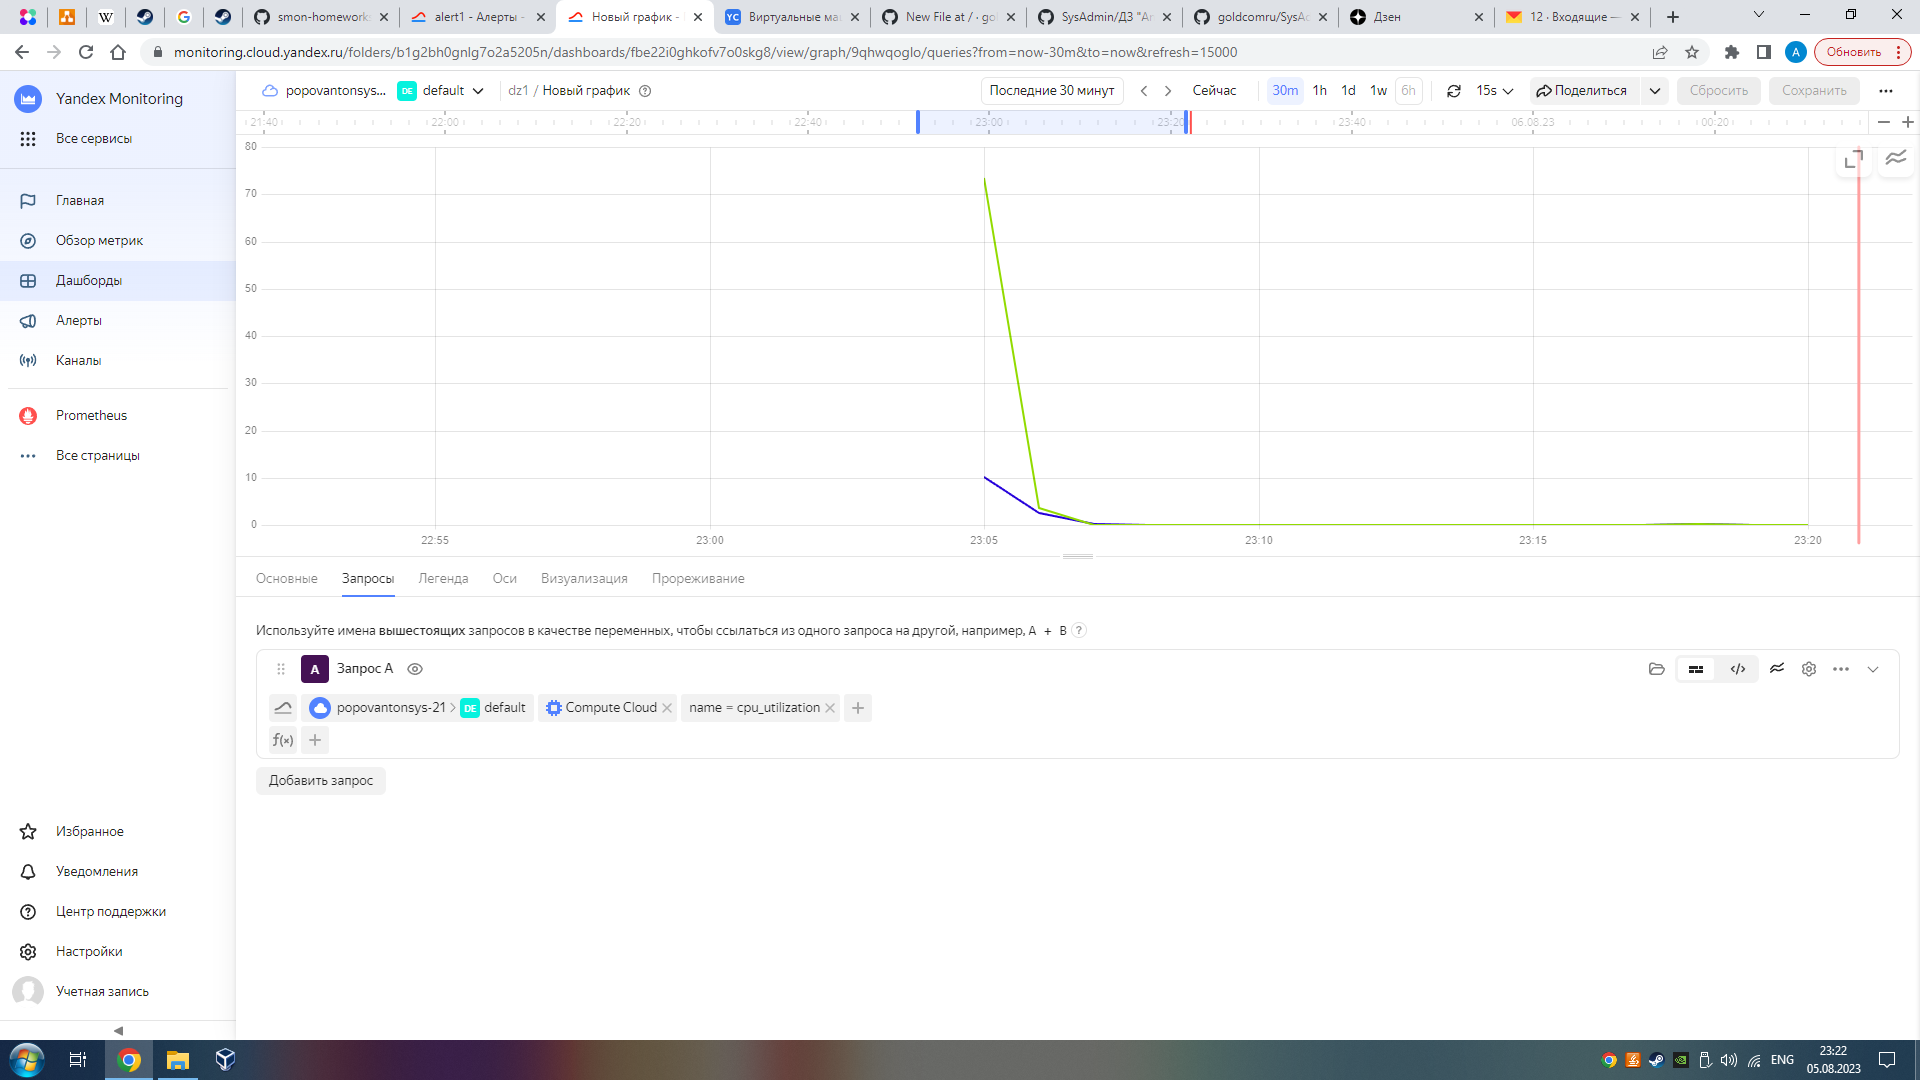 smon-homework
alert1 - Алерты -
Новый график -
Виртуальные ма
New File at / · go
SysAdmin/ДЗ "Ar
goldcomru/SysAc
Дзен
12 · Входящие —
monitoring.cloud.yandex.ru/folders/b1g2bh0gnlg7o2a5205n/dashboards/fbe22i0ghkofv7o0skg8/view/graph/9qhwqoglo/queries?from=now-30m&to=now&refresh=15000
A
Обновить
Yandex Monitoring
Все сервисы
Главная
Обзор метрик
Дашборды
Алерты
Каналы
Prometheus
Все страницы
Избранное
Уведомления
Центр поддержки
Настройки
Учетная запись
popovantonsys... DE default dz1 / Новый график
Последние 30 минут Сейчас 30m 1h 1d 1w 6h 15s Поделиться Сбросить Сохранить
21:40 22:00 22:20 22:40 23:00 23:20 23:40 06.08.23 00:20
80
70
60
50
40
30
20
10
0
22:55 23:00 23:05 23:10 23:15 23:20
Основные Запросы Легенда Оси Визуализация Прореживание
Используйте имена вышестоящих запросов в качестве переменных, чтобы ссылаться из одного запроса на другой, например, A + B ?
A Запрос A
popovantonsys-21 > DE default Compute Cloud name = cpu_utilization
f(x)
Добавить запрос
ENG
23:22
05.08.2023